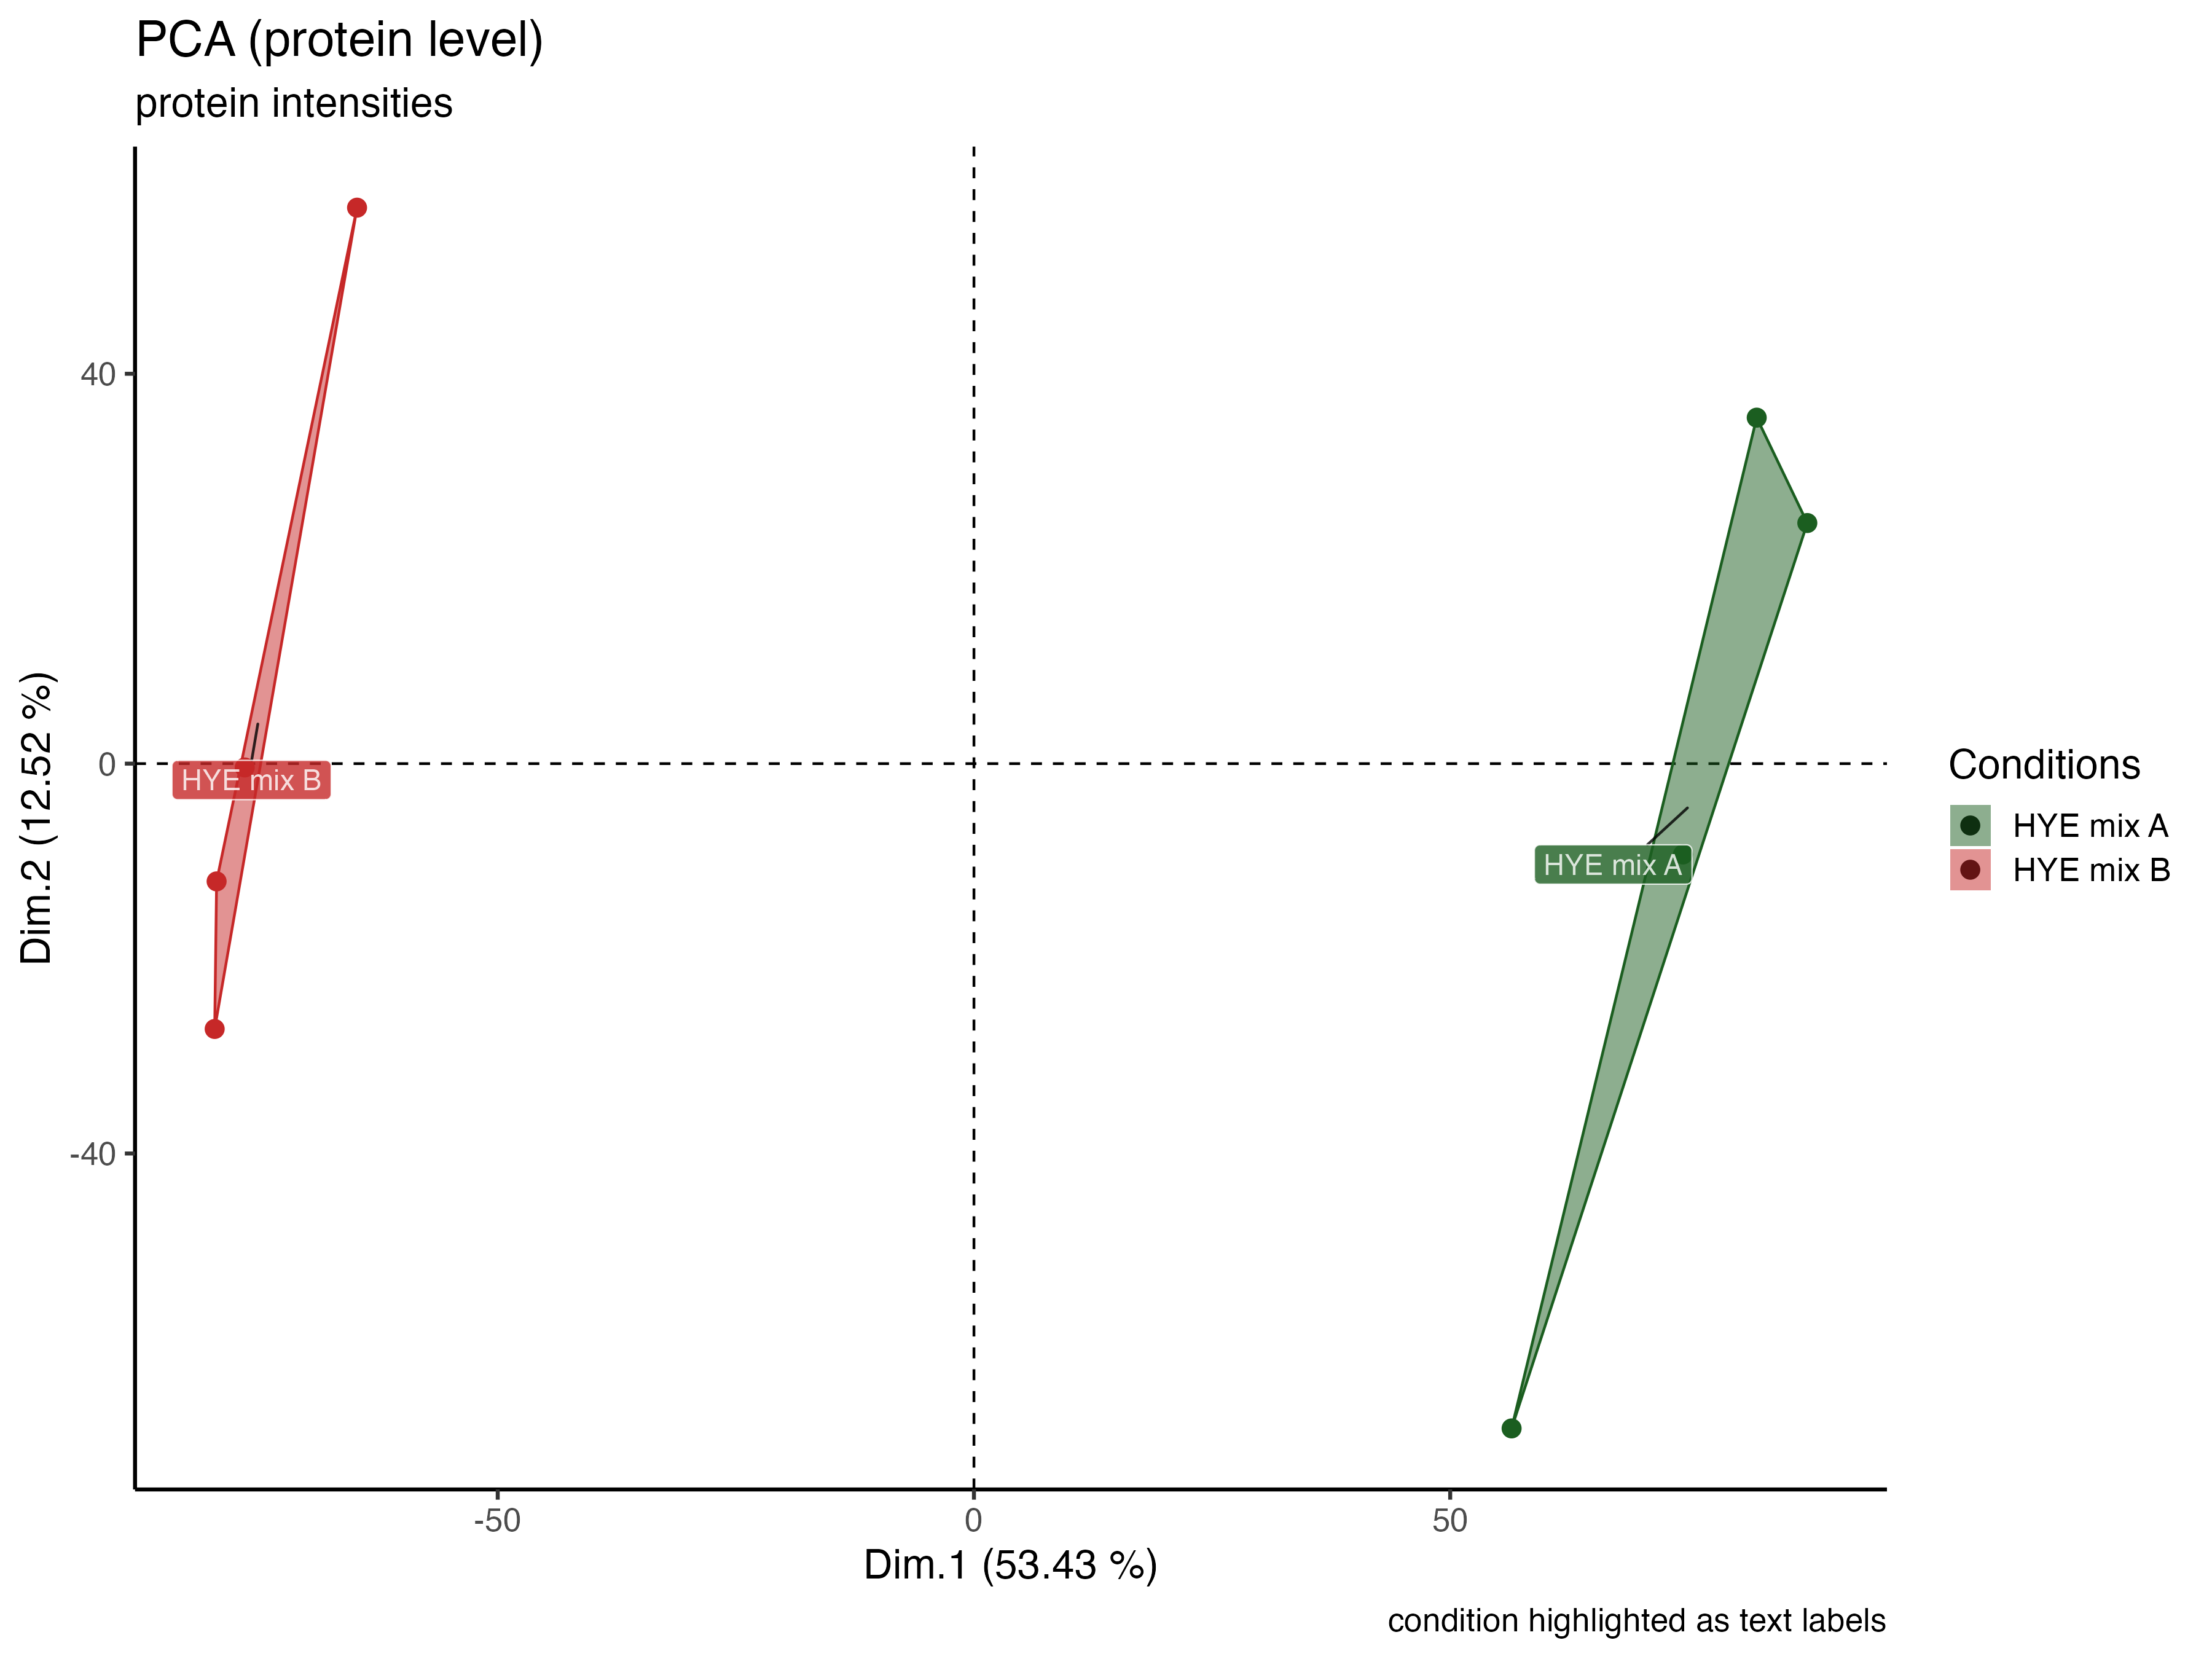 PCA (protein level)
protein intensities
40
0
-40
Dim.2 (12.52 %)
HYE mix B
HYE mix A
-50
0
50
Dim.1 (53.43 %)
condition highlighted as text labels
Conditions
HYE mix A
HYE mix B